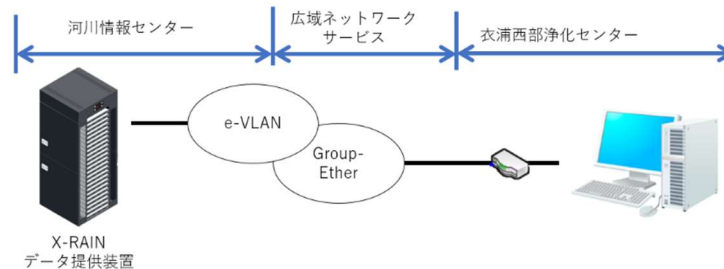 河川情報センター
広域ネットワーク
サービス
衣浦西部浄化センター
e-VLAN
Group-
Ether
X-RAIN
データ提供装置